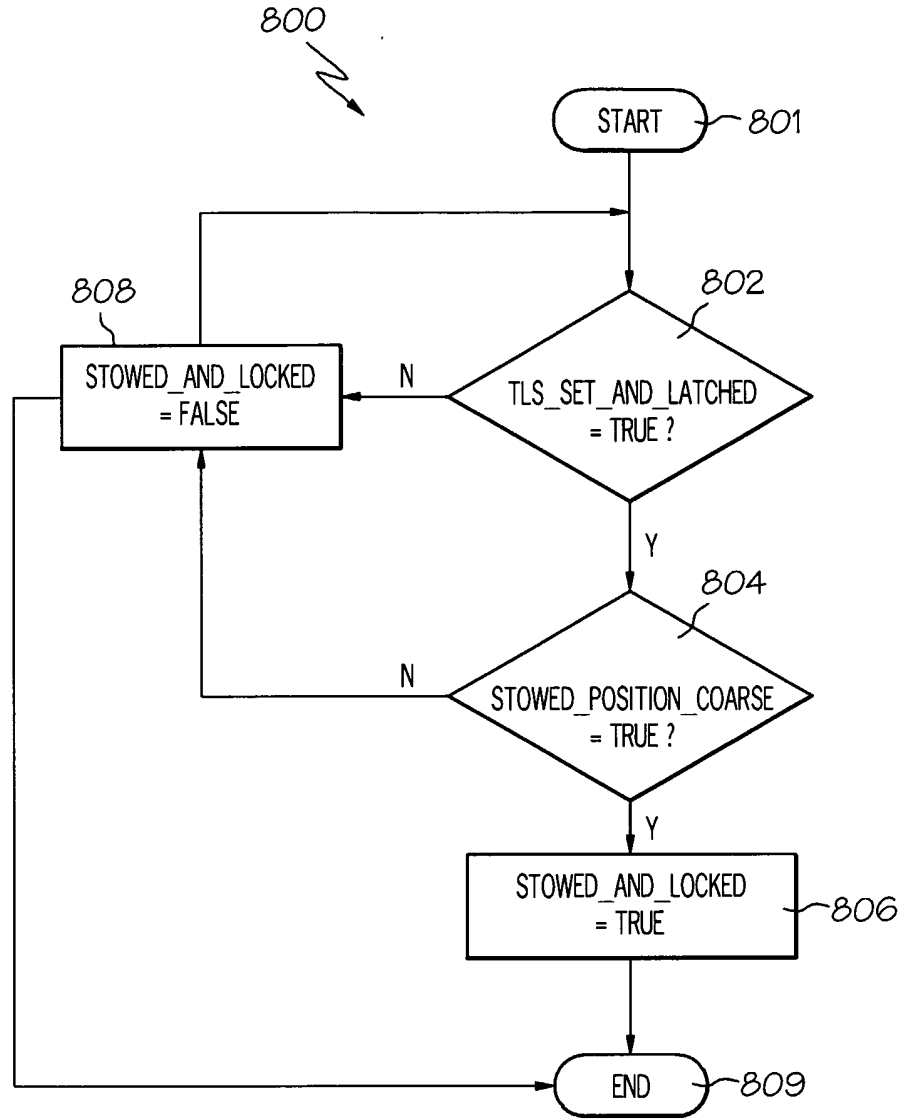 800
START
801
802
808
STOWED_AND_LOCKED
= FALSE
N
TLS_SET_AND_LATCHED
= TRUE ?
Y
804
N
STOWED_POSITION_COARSE
= TRUE ?
Y
STOWED_AND_LOCKED
= TRUE
806
END
809